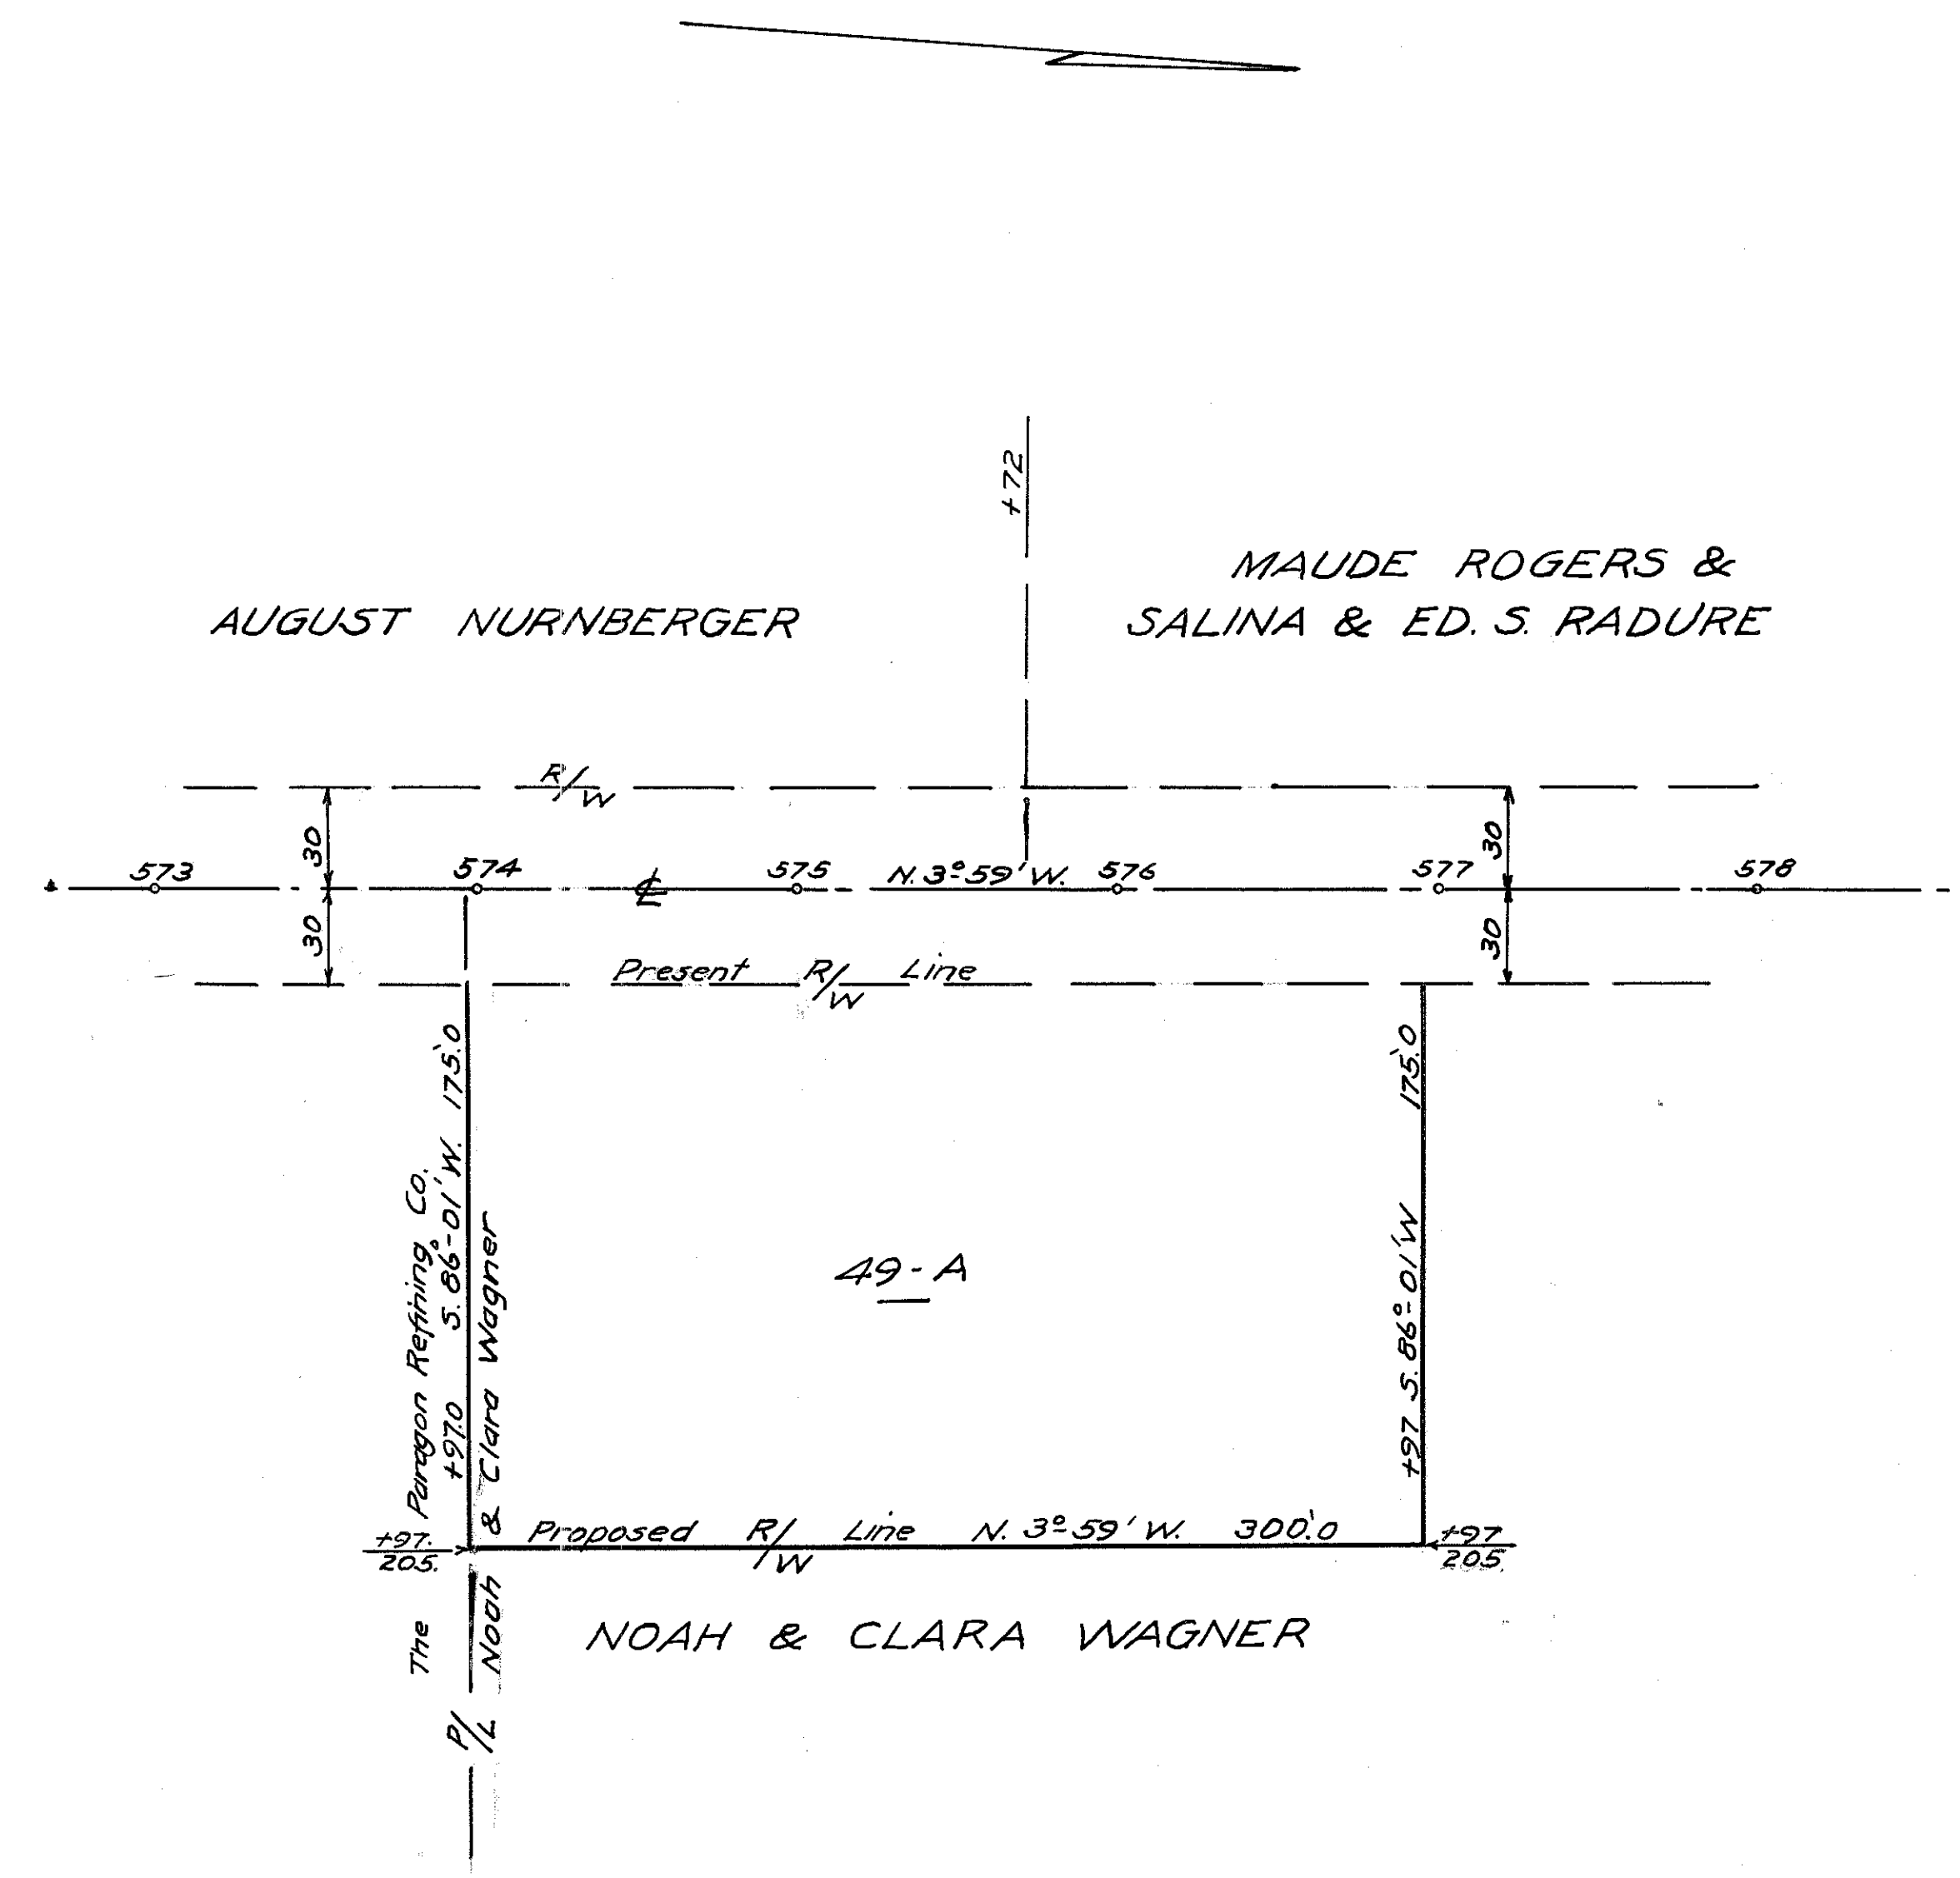 +72
MAUDE ROGERS &
SALINA & ED. S. RADURE
AUGUST NURNBERGER
R/W
30
30
573
574
℄
575
N. 3°-59' W.
576
577
578
30
30
Present R/W Line
The Paragon Refining Co.
+97.0 S. 86°-01' W. 175.'0
Noah & Clara Wagner
P/L
49-A
+97 S. 86°-01' W 175.'0
Proposed R/W Line N. 3°-59' W. 300.'0
+97.
205.
+97
205.
NOAH & CLARA WAGNER